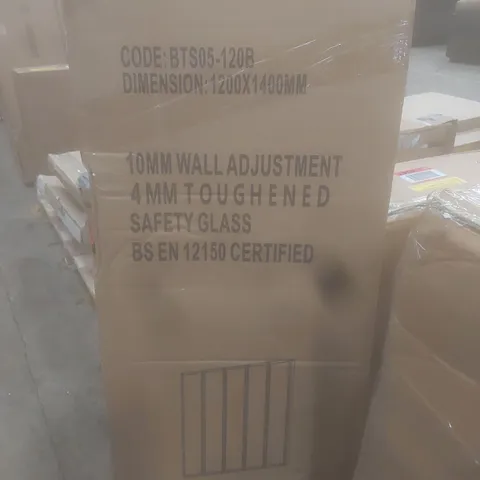 CODE: BTS05-120B
DIMENSION:1200X1400MM
10MM WALL ADJUSTMENT
4MM TOUGHENED
SAFETY GLASS
BS EN 12150 CERTIFIED